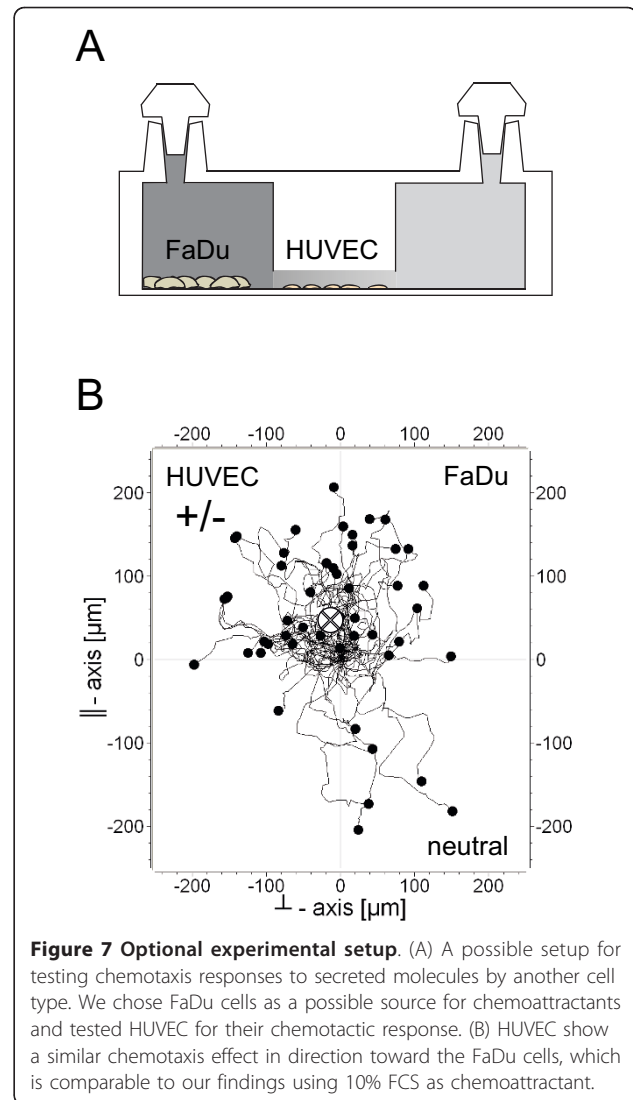 A
FaDu
HUVEC
B
-200 -100 0 100 200
HUVEC
FaDu
+/-
200 200
100 100
0 0
-100 -100
-200 -200
|| - axis [µm]
neutral
-200 -100 0 100 200
⊥ - axis [µm]
Figure 7 Optional experimental setup. (A) A possible setup for
testing chemotaxis responses to secreted molecules by another cell
type. We chose FaDu cells as a possible source for chemoattractants
and tested HUVEC for their chemotactic response. (B) HUVEC show
a similar chemotaxis effect in direction toward the FaDu cells, which
is comparable to our findings using 10% FCS as chemoattractant.